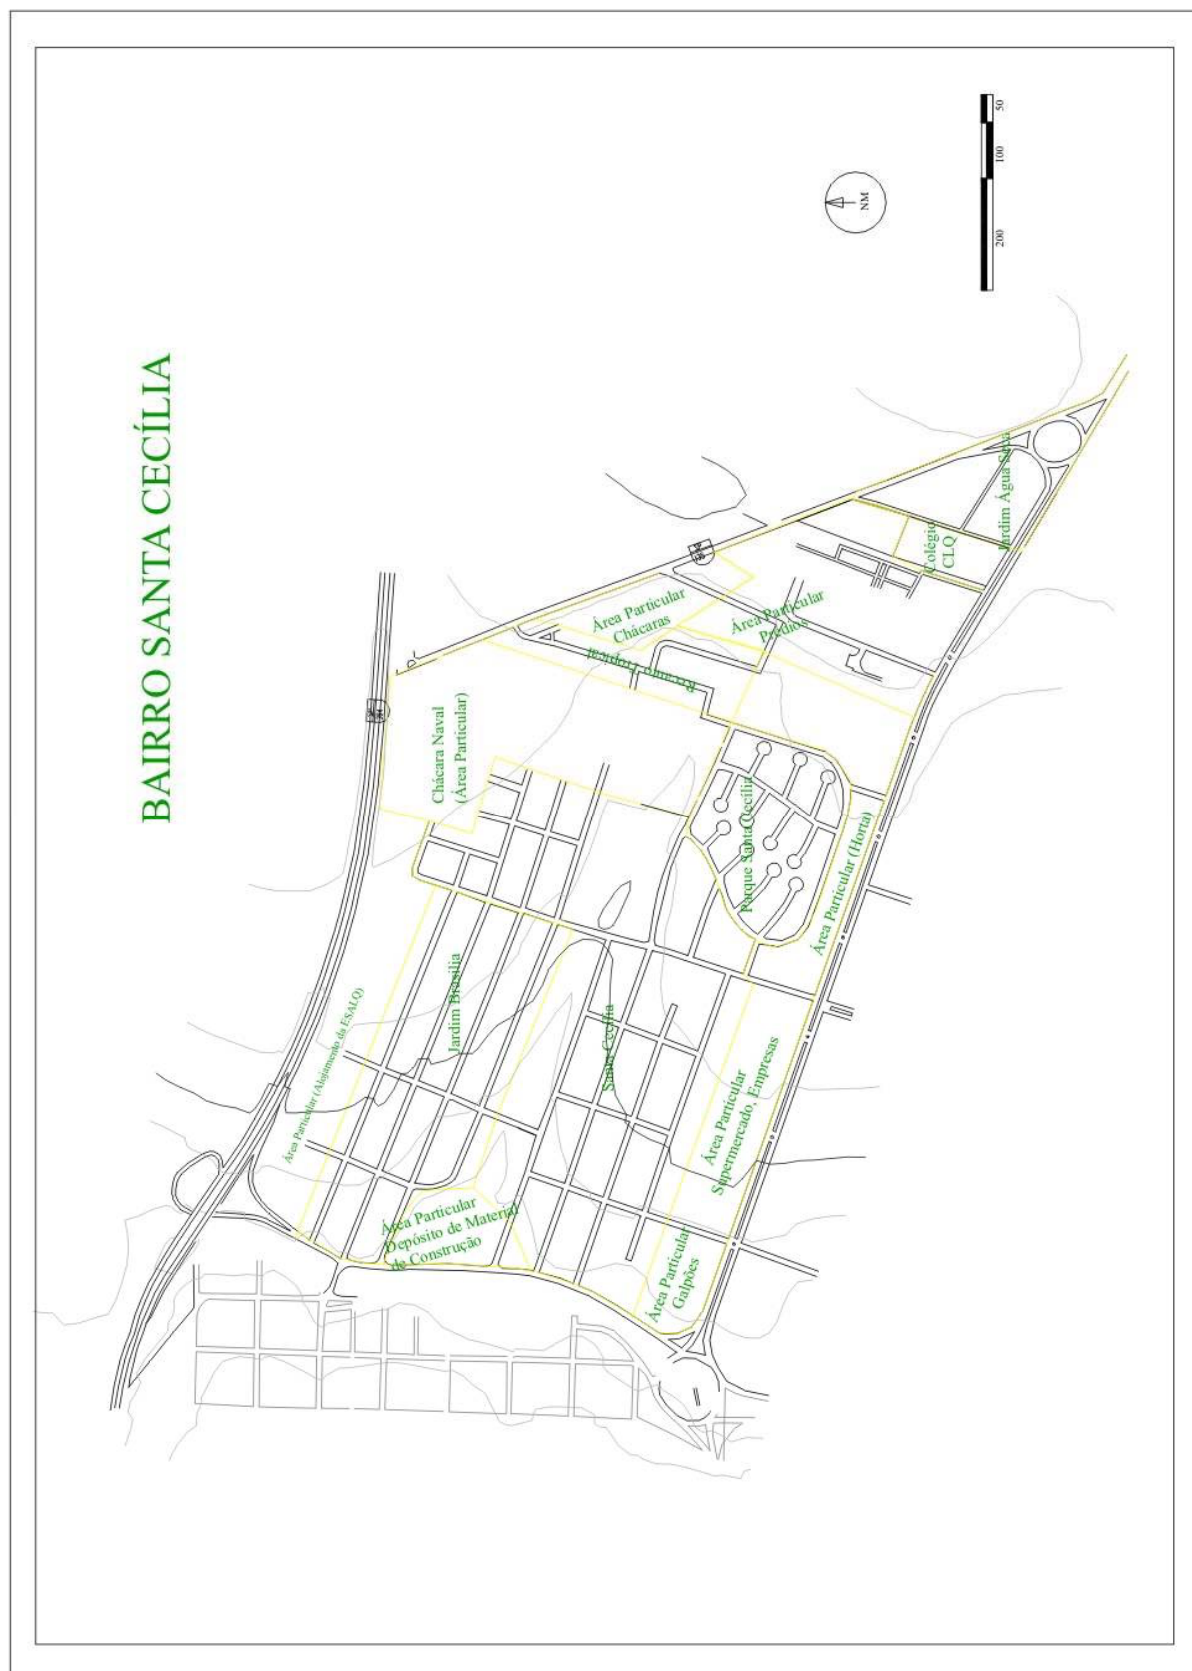 BAIRRO SANTA CECÍLIA
50
100
200
NM
Jardim Água Seca
Colégio
CLQ
Área Particular
Chácaras
Área Particular
Prédios
Recanto Tropical
Chácara Naval
(Área Particular)
Parque Santa Cecília
Área Particular (Horta)
Jardim Brasília
Santa Cecília
Área Particular (Alojamento da ESALQ)
Área Particular
Supermercado, Empresas
Área Particular
Depósito de Material
de Construção
Área Particular
Galpões